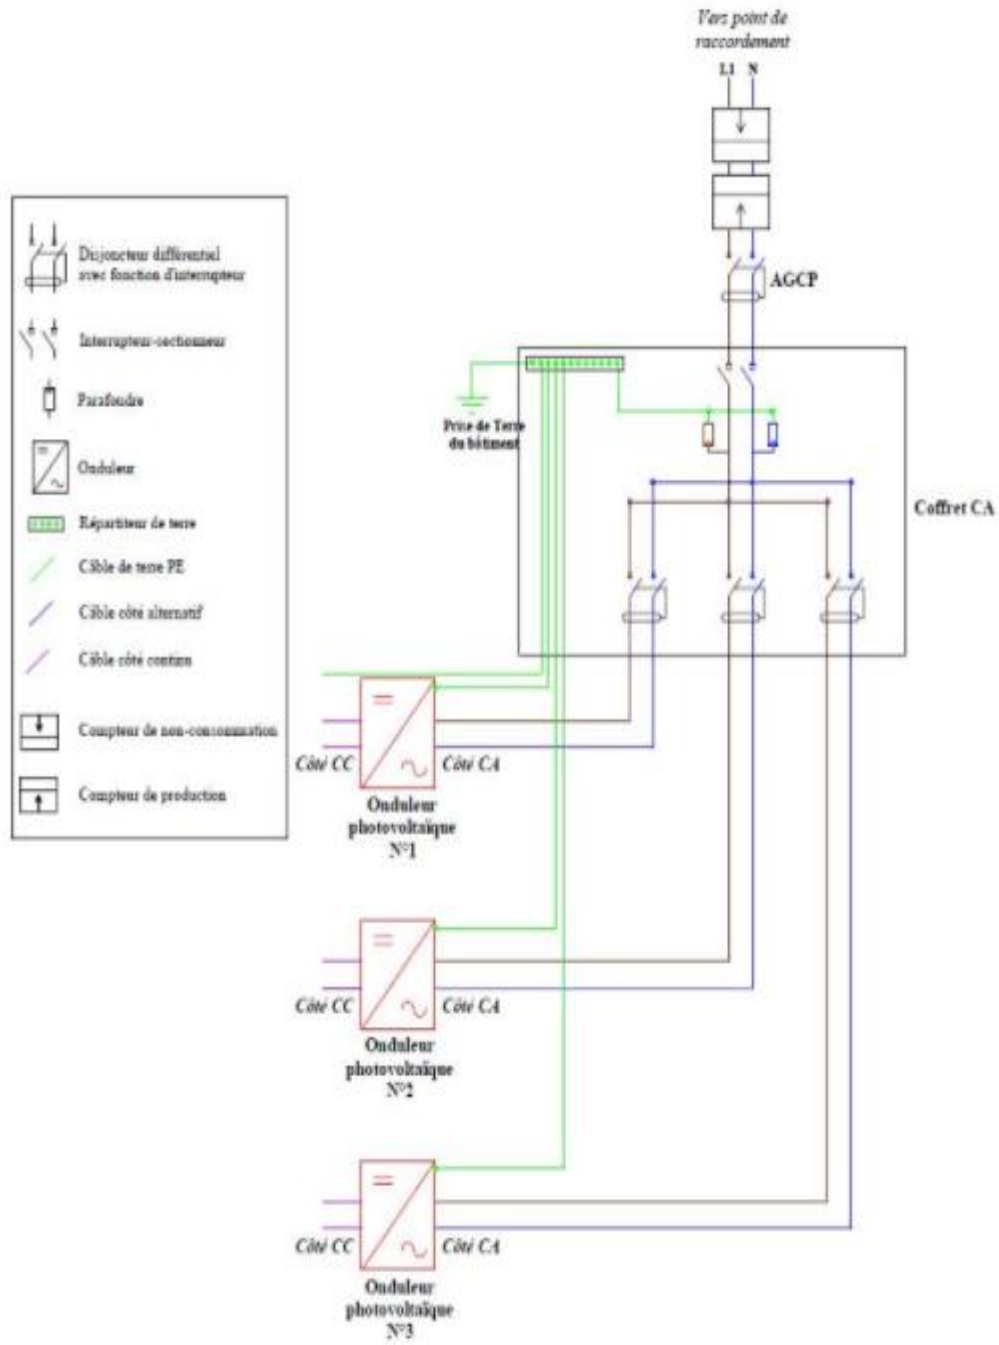 Vers point de
raccordement
L1 N
AGCP
Disjoncteur différentiel
avec fonction d'interrupteur
Interrupteur-sectionneur
Parafoudre
Onduleur
Répartiteur de terre
Câble de terre PE
Câble côté alternatif
Câble côté continu
Compteur de non-consommation
Compteur de production
Prise de Terre
du bâtiment
Coffret CA
Côté CC
Côté CA
Onduleur
photovoltaïque
N°1
Côté CC
Côté CA
Onduleur
photovoltaïque
N°2
Côté CC
Côté CA
Onduleur
photovoltaïque
N°3